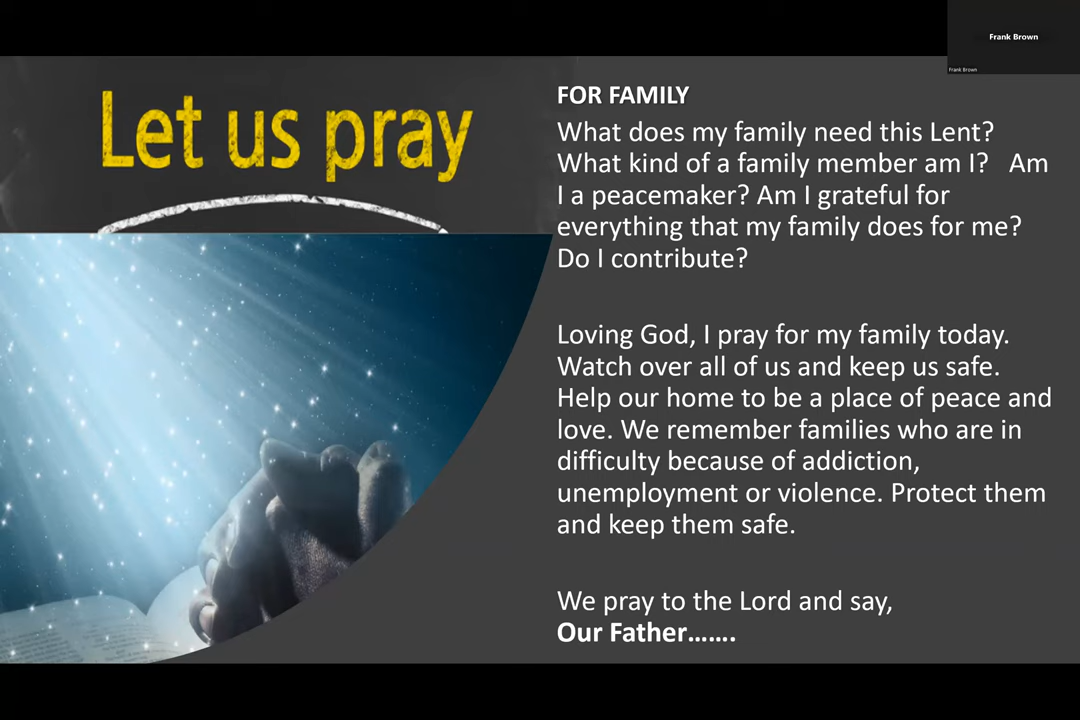 Frank Brown
Frank Brown
Let us pray
FOR FAMILY
What does my family need this Lent?
What kind of a family member am I?   Am
I a peacemaker? Am I grateful for
everything that my family does for me?
Do I contribute?
Loving God, I pray for my family today.
Watch over all of us and keep us safe.
Help our home to be a place of peace and
love. We remember families who are in
difficulty because of addiction,
unemployment or violence. Protect them
and keep them safe.
We pray to the Lord and say,
Our Father…….